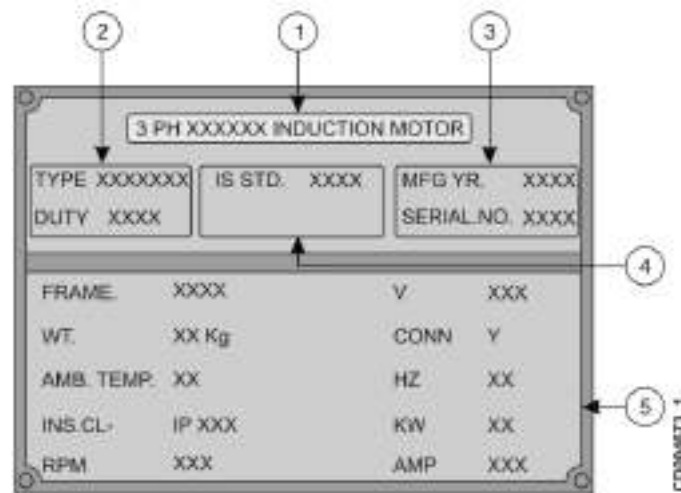 2 1 3
3 PH XXXXXX INDUCTION MOTOR
TYPE XXXXXXX IS STD. XXXX MFG YR. XXXX
DUTY XXXX SERIAL.NO. XXXX
4
FRAME. XXXX V XXX
WT. XX Kg CONN Y
AMB. TEMP. XX HZ XX
5
INS.CL- IP XXX KW XX
RPM XXX AMP XXX